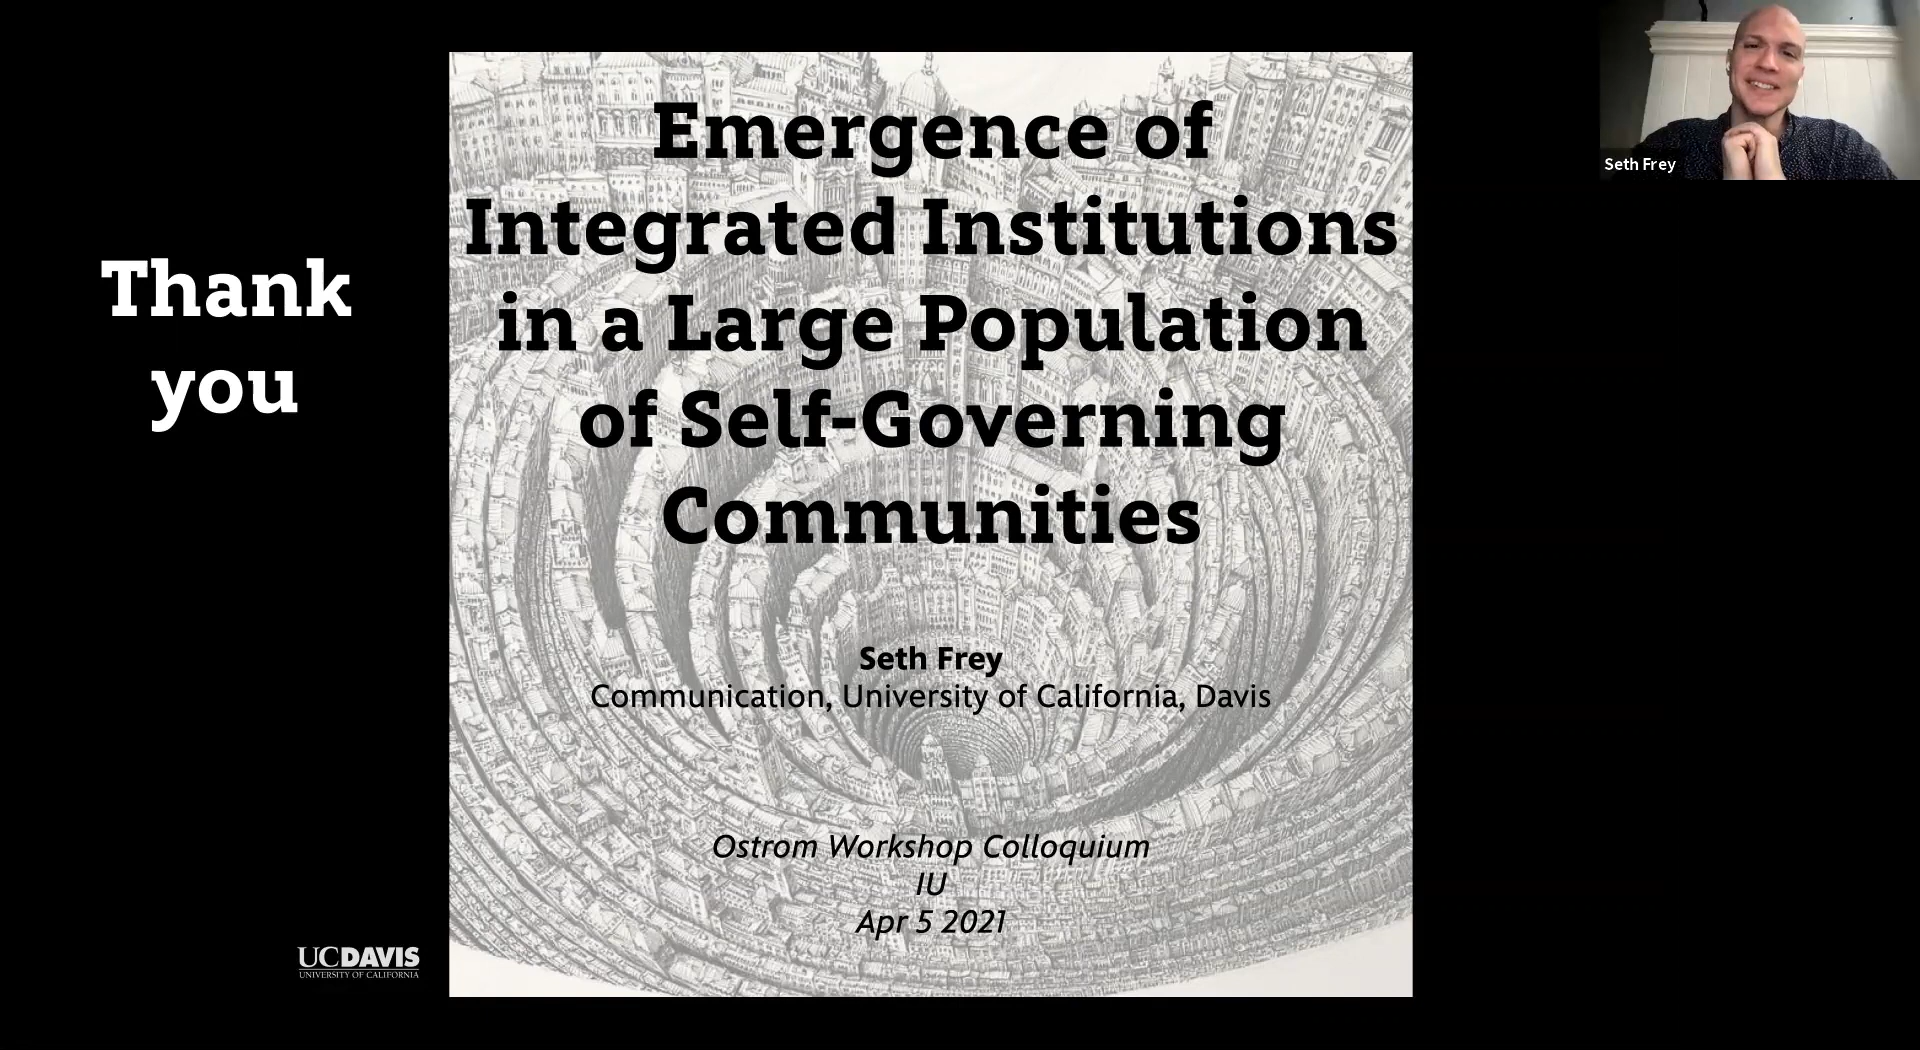 Thank
you
Emergence of
Integrated Institutions
in a Large Population
of Self-Governing
Communities
Seth Frey
Communication, University of California, Davis
Ostrom Workshop Colloquium
IU
Apr 5 2021
UCDAVIS
UNIVERSITY OF CALIFORNIA
Seth Frey